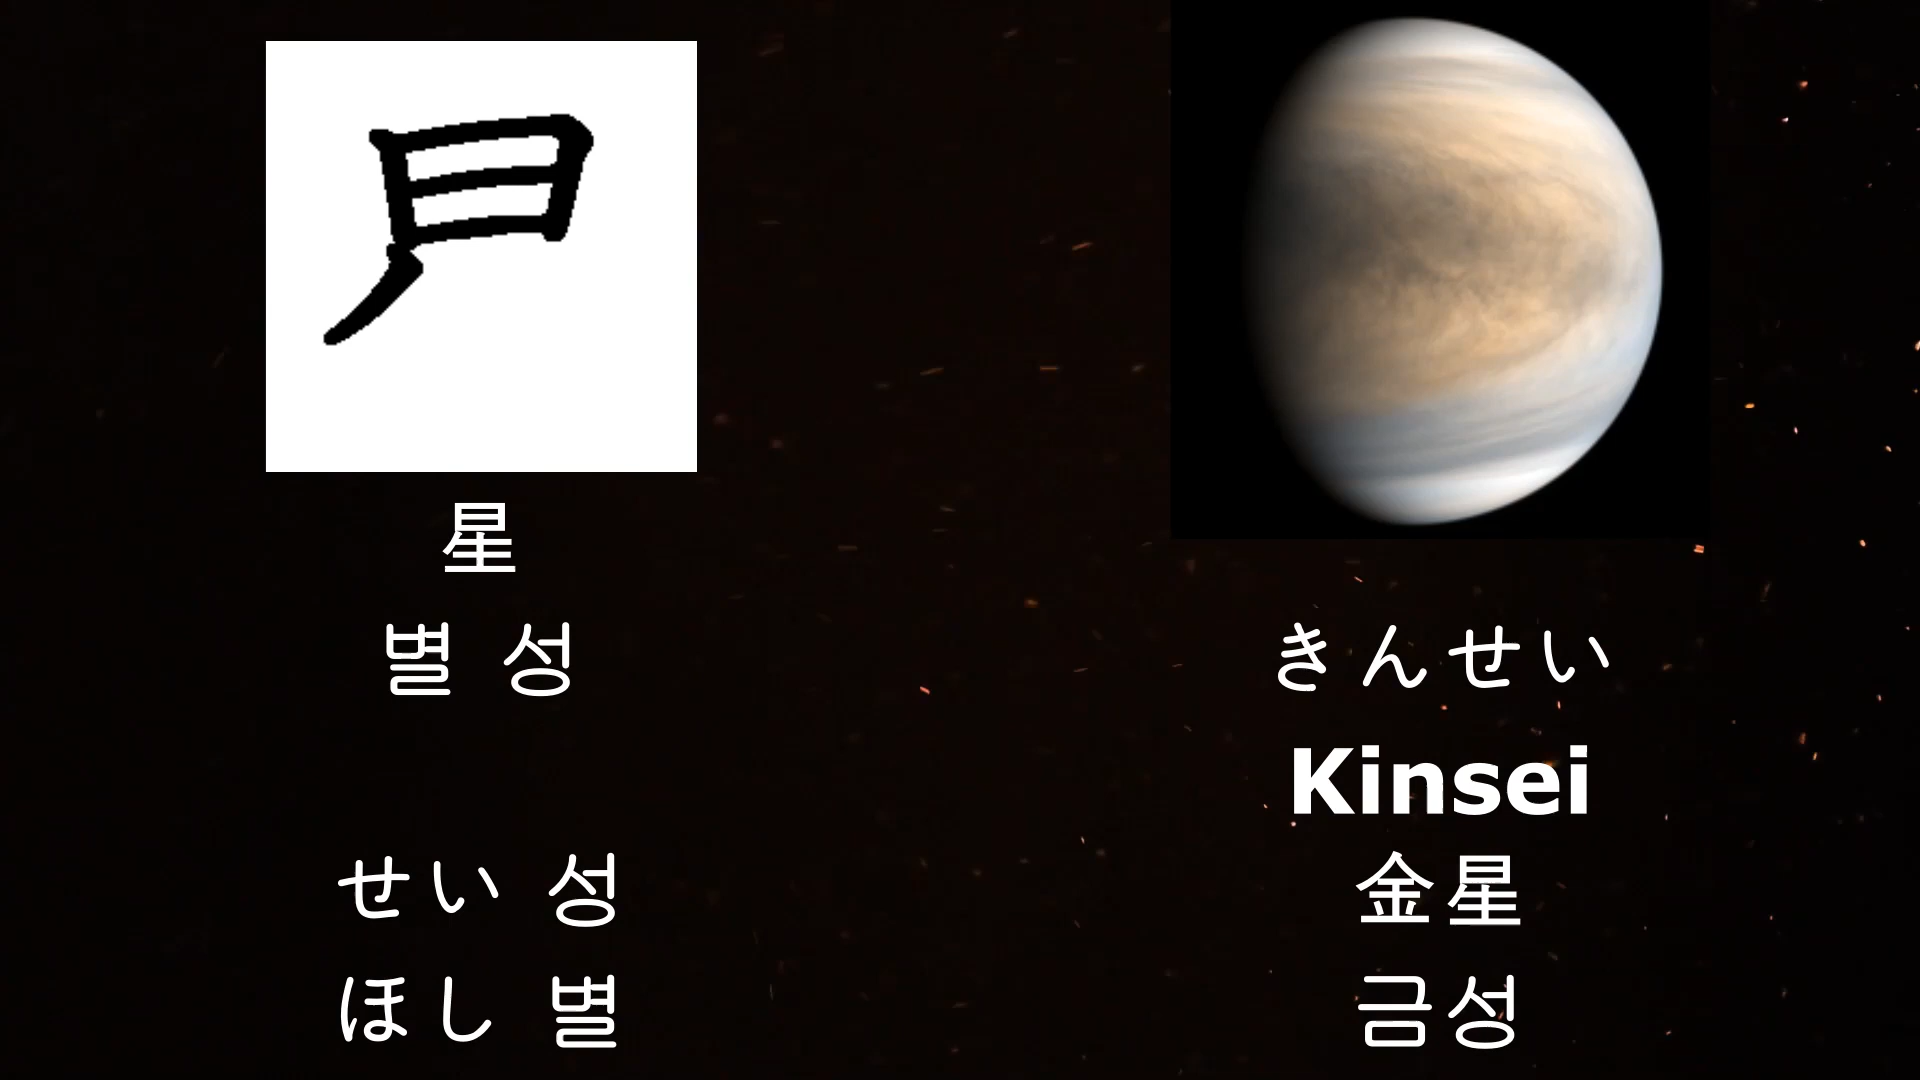 星
별 성
せい 성
ほし 별
きんせい
Kinsei
金星
금성